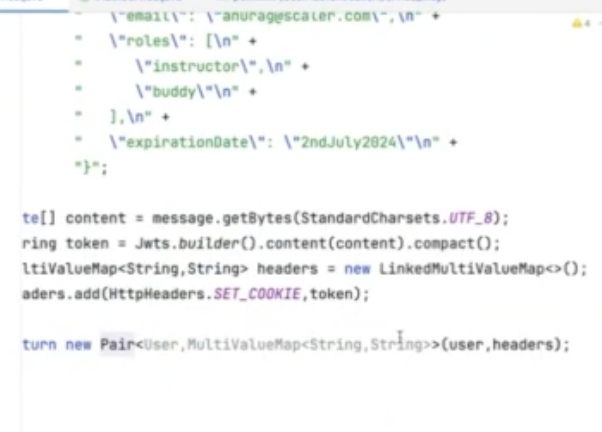 "   \"email\": \"anurag@scaler.com\",\n" +
"   \"roles\": [\n" +
"      \"instructor\",\n" +
"      \"buddy\"\n" +
"   ],\n" +
"   \"expirationDate\": \"2ndJuly2024\"\n" +
"}";
te[] content = message.getBytes(StandardCharsets.UTF_8);
ring token = Jwts.builder().content(content).compact();
ltiValueMap<String,String> headers = new LinkedMultiValueMap<>();
aders.add(HttpHeaders.SET_COOKIE,token);
turn new Pair<User,MultiValueMap<String,String>>(user,headers);